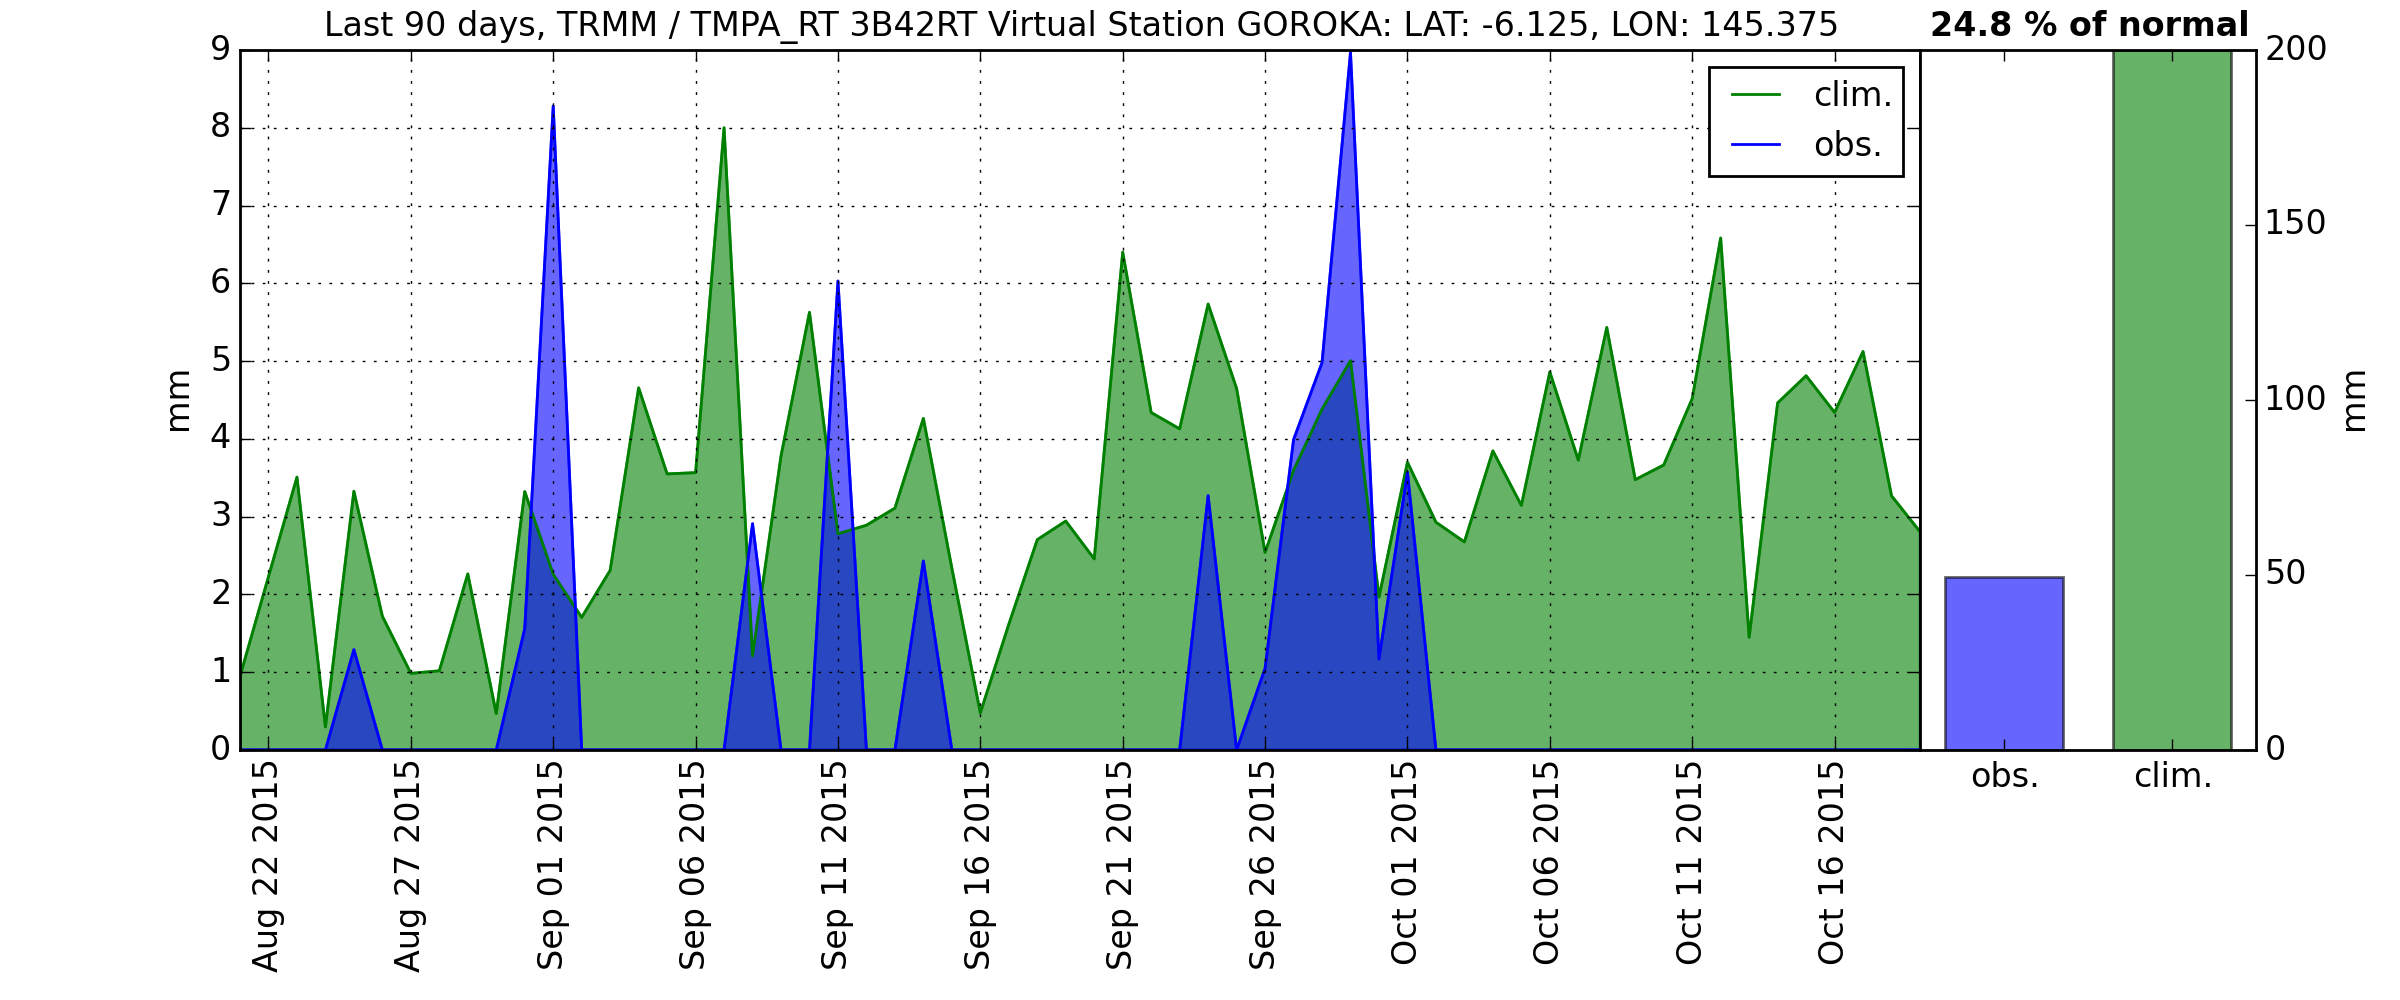 Last 90 days, TRMM / TMPA_RT 3B42RT Virtual Station GOROKA: LAT: -6.125, LON: 145.375
24.8 % of normal
9
8
7
6
5
4
3
2
1
0
mm
clim.
obs.
200
150
100
50
0
mm
obs.
clim.
Aug 22 2015
Aug 27 2015
Sep 01 2015
Sep 06 2015
Sep 11 2015
Sep 16 2015
Sep 21 2015
Sep 26 2015
Oct 01 2015
Oct 06 2015
Oct 11 2015
Oct 16 2015